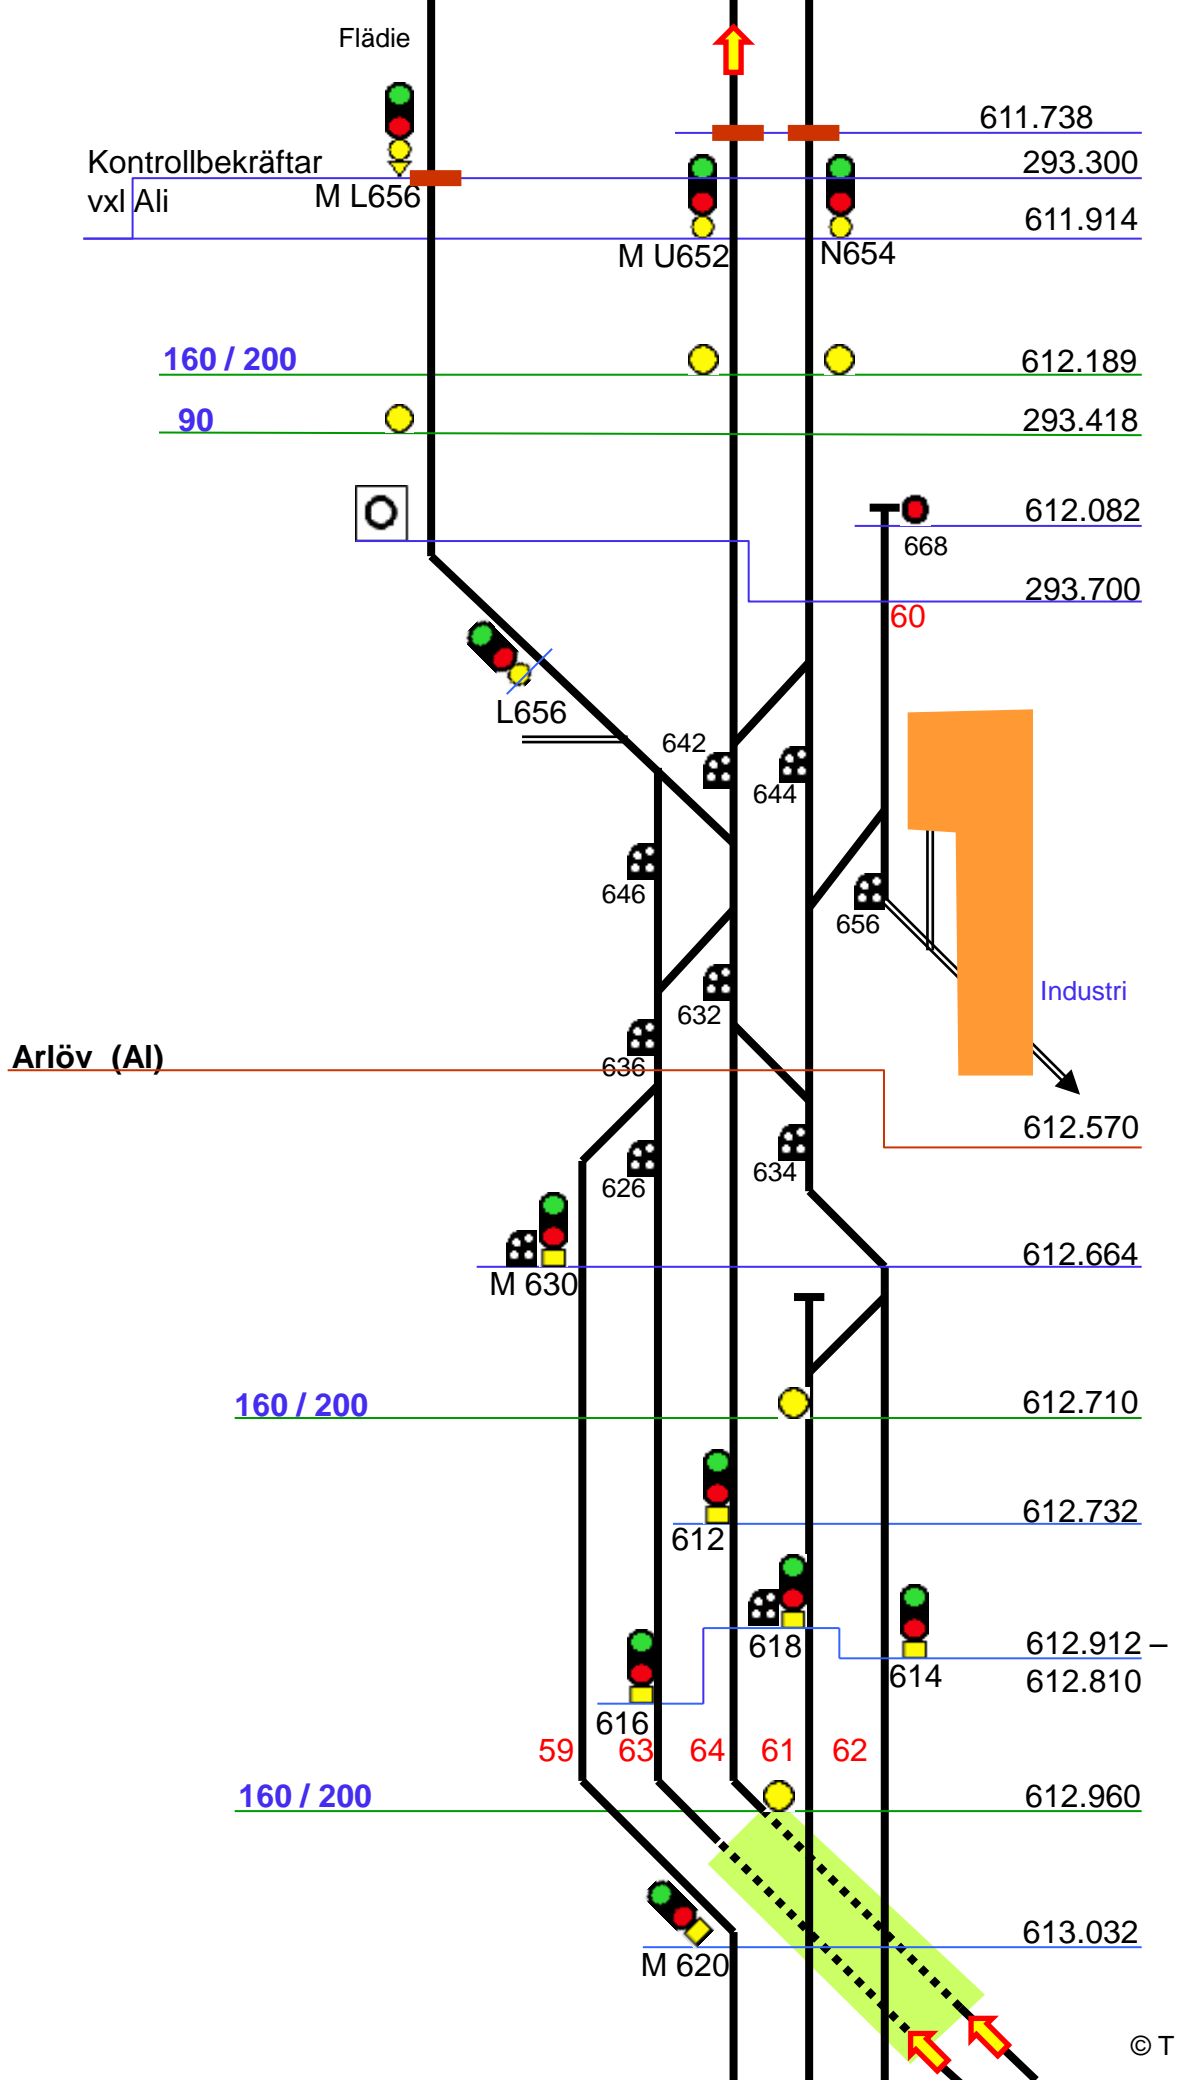 Flädie
611.738
Kontrollbekräftar
293.300
vxl Ali
M L656
611.914
M U652
N654
160 / 200
612.189
90
293.418
612.082
668
293.700
60
L656
642
644
646
656
Industri
632
Arlöv (Al)
636
612.570
634
626
612.664
M 630
160 / 200
612.710
612.732
612
618
612.912 –
614
612.810
616
59
63
64
61
62
160 / 200
612.960
613.032
M 620
© T